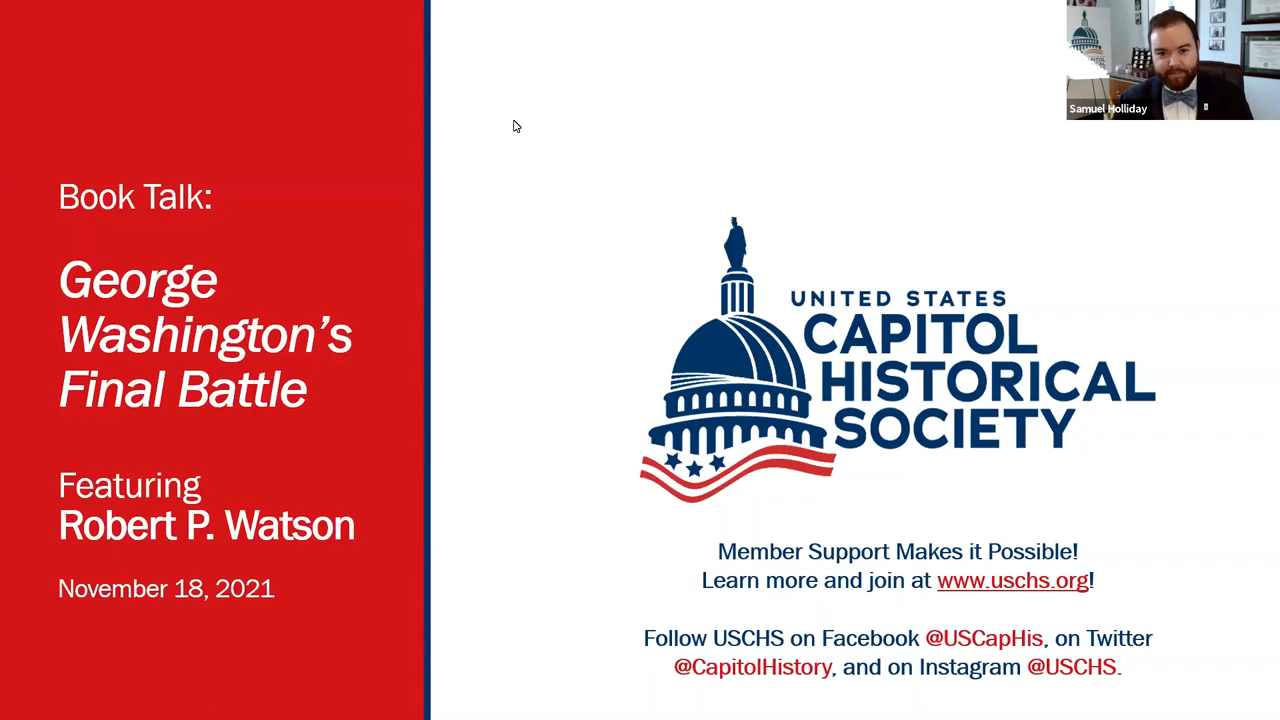 Book Talk:
George
Washington's
Final Battle
Featuring
Robert P. Watson
November 18, 2021
UNITED STATES
CAPITOL
HISTORICAL
SOCIETY
Member Support Makes it Possible!
Learn more and join at www.uschs.org!
Follow USCHS on Facebook @USCapHis, on Twitter
@CapitolHistory, and on Instagram @USCHS.
Samuel Holliday